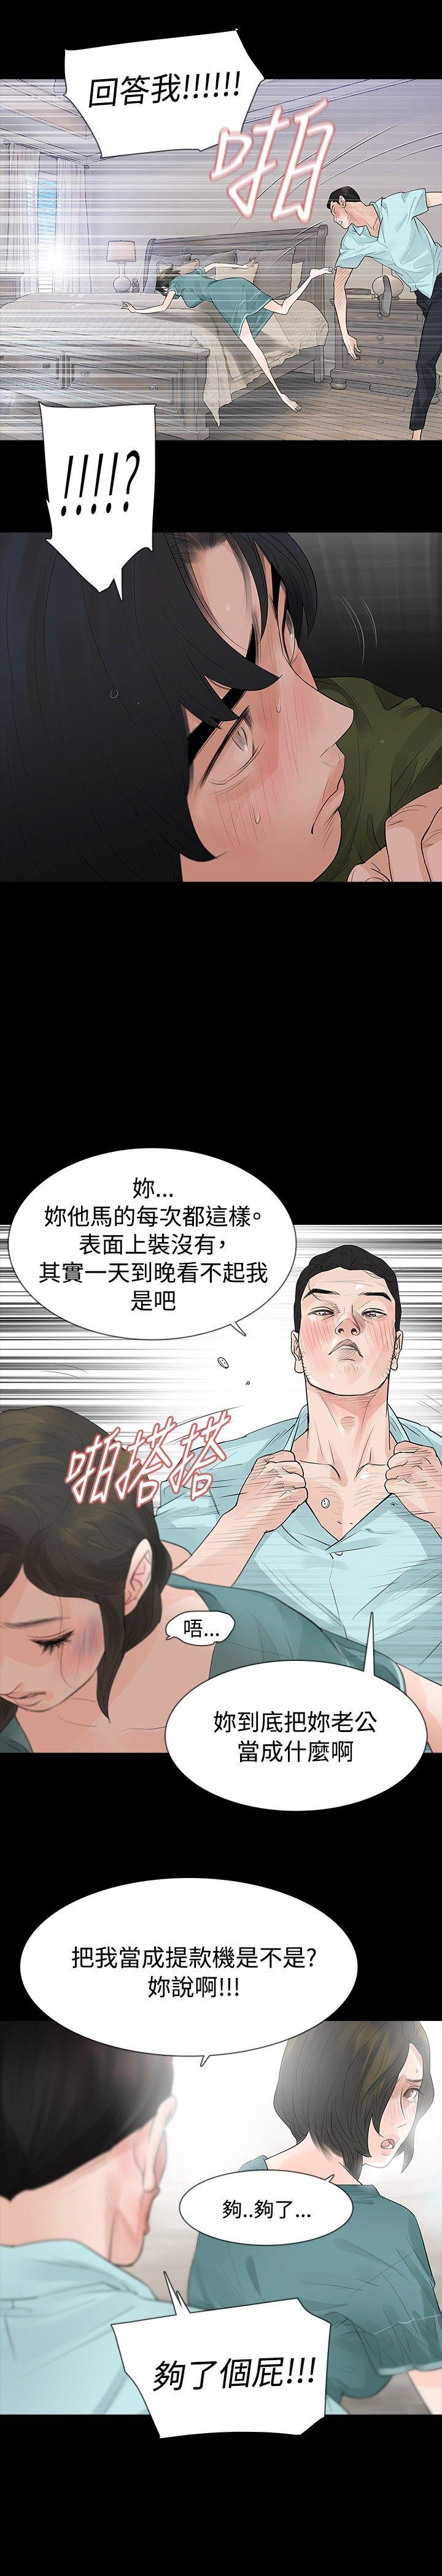 回答我!!!!!!
啪
!!!!!?
妳...
妳他馬的每次都這樣。
表面上裝沒有,
其實一天到晚看不起我
是吧
啪搭搭
唔...
妳到底把妳老公
當成什麼啊
把我當成提款機是不是?
妳說啊!!!
夠..夠了...
夠了個屁!!!